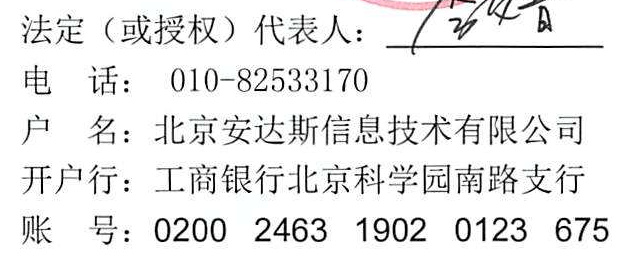 法定（或授权）代表人：
电 话： 010-82533170
户 名：北京安达斯信息技术有限公司
开户行：工商银行北京科学园南路支行
账 号：0200 2463 1902 0123 675